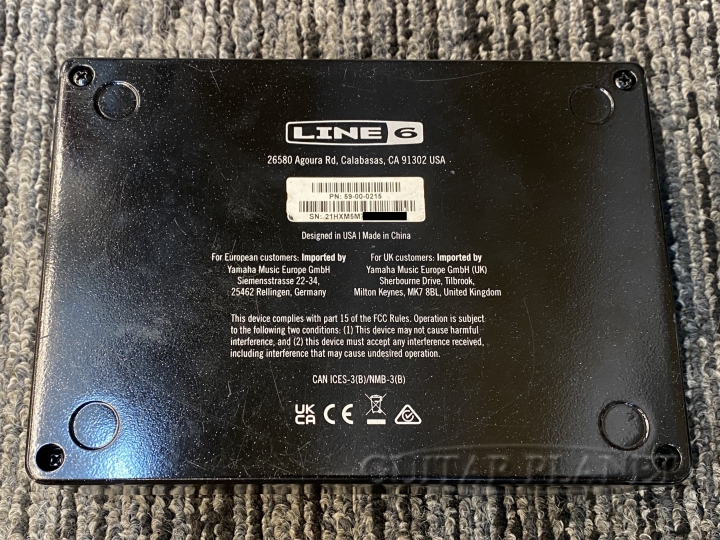 LINE 6
26580 Agoura Rd, Calabasas, CA 91302 USA
PN: 59-00-0215
SN: 21HXM5M
Designed in USA | Made in China
For European customers: Imported by
Yamaha Music Europe GmbH
Siemensstrasse 22-34,
25462 Rellingen, Germany
For UK customers: Imported by
Yamaha Music Europe GmbH (UK)
Sherbourne Drive, Tilbrook,
Milton Keynes, MK7 8BL, United Kingdom
This device complies with part 15 of the FCC Rules. Operation is subject
to the following two conditions: (1) This device may not cause harmful
interference, and (2) this device must accept any interference received,
including interference that may cause undesired operation.
CAN ICES-3(B)/NMB-3(B)
UK
CA CE
GUITAR PLANET